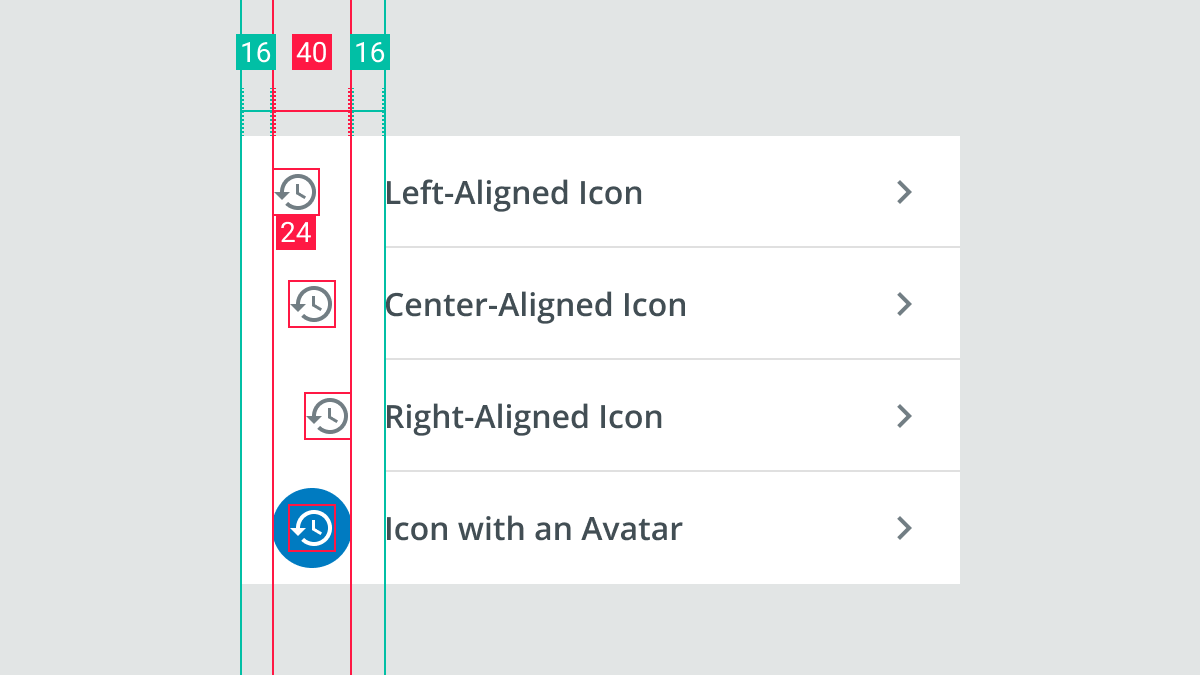 16 40 16
Left-Aligned Icon
24
Center-Aligned Icon
Right-Aligned Icon
Icon with an Avatar